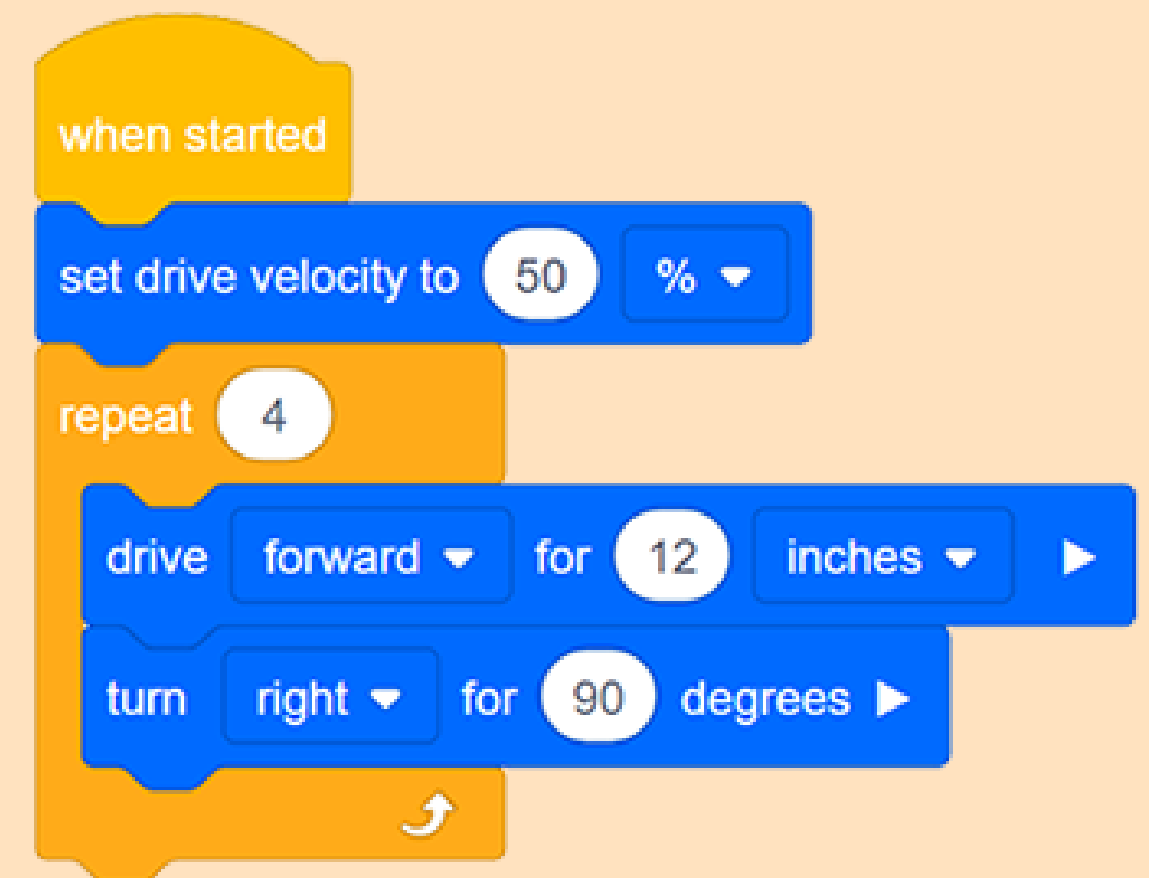 when started
set drive velocity to 50 %
repeat 4
drive forward for 12 inches
turn right for 90 degrees